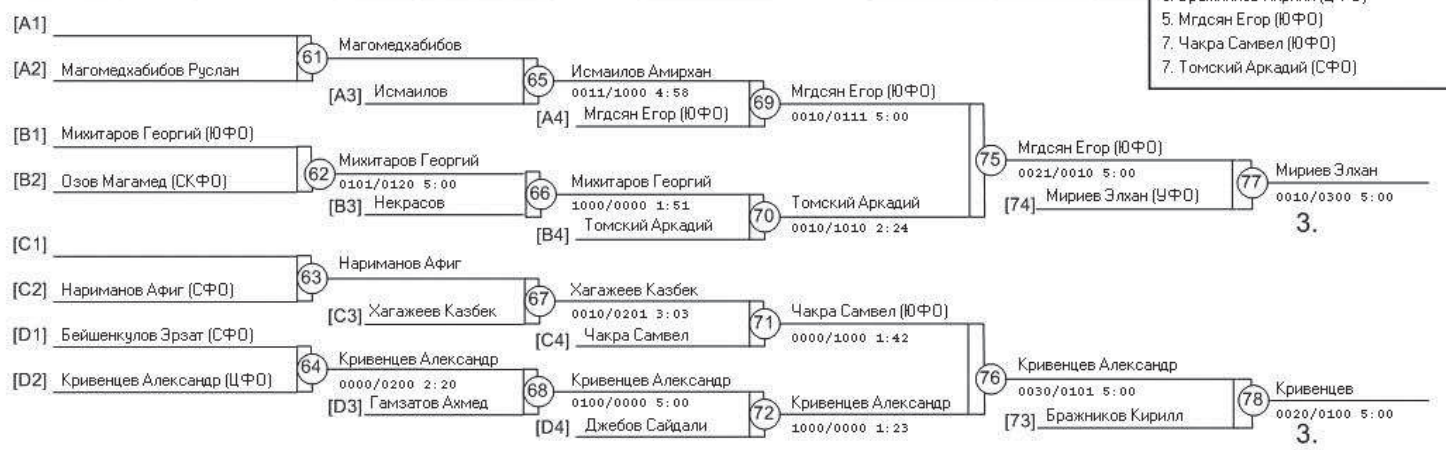 5. Мгдсян Егор (ЮФО)
7. Чакра Самвел (ЮФО)
7. Томский Аркадий (СФО)
[A1]
61
Магомедхабибов
[A2] Магомедхабибов Руслан
65
Исмаилов Амирхан
0011/1000 4:58
[A3] Исмаилов
69
Мгдсян Егор (ЮФО)
0010/0111 5:00
[A4] Мгдсян Егор (ЮФО)
[B1] Михитаров Георгий (ЮФО)
62
Михитаров Георгий
0101/0120 5:00
[B2] Озов Магамед (СКФО)
[B3] Некрасов
66
Михитаров Георгий
1000/0000 1:51
[B4] Томский Аркадий
70
Томский Аркадий
0010/1010 2:24
75
Мгдсян Егор (ЮФО)
0021/0010 5:00
[74] Мириев Элхан (УФО)
77
Мириев Элхан
0010/0300 5:00
3.
[C1]
63
Нариманов Афиг
[C2] Нариманов Афиг (СФО)
[C3] Хагажеев Казбек
67
Хагажеев Казбек
0010/0201 3:03
[C4] Чакра Самвел
71
Чакра Самвел (ЮФО)
0000/1000 1:42
[D1] Бейшенкулов Эрзат (СФО)
64
Кривенцев Александр
0000/0200 2:20
[D2] Кривенцев Александр (ЦФО)
[D3] Гамзатов Ахмед
68
Кривенцев Александр
0100/0000 5:00
[D4] Джебов Сайдали
72
Кривенцев Александр
1000/0000 1:23
76
Кривенцев Александр
0030/0101 5:00
[73] Бражников Кирилл
78
Кривенцев
0020/0100 5:00
3.